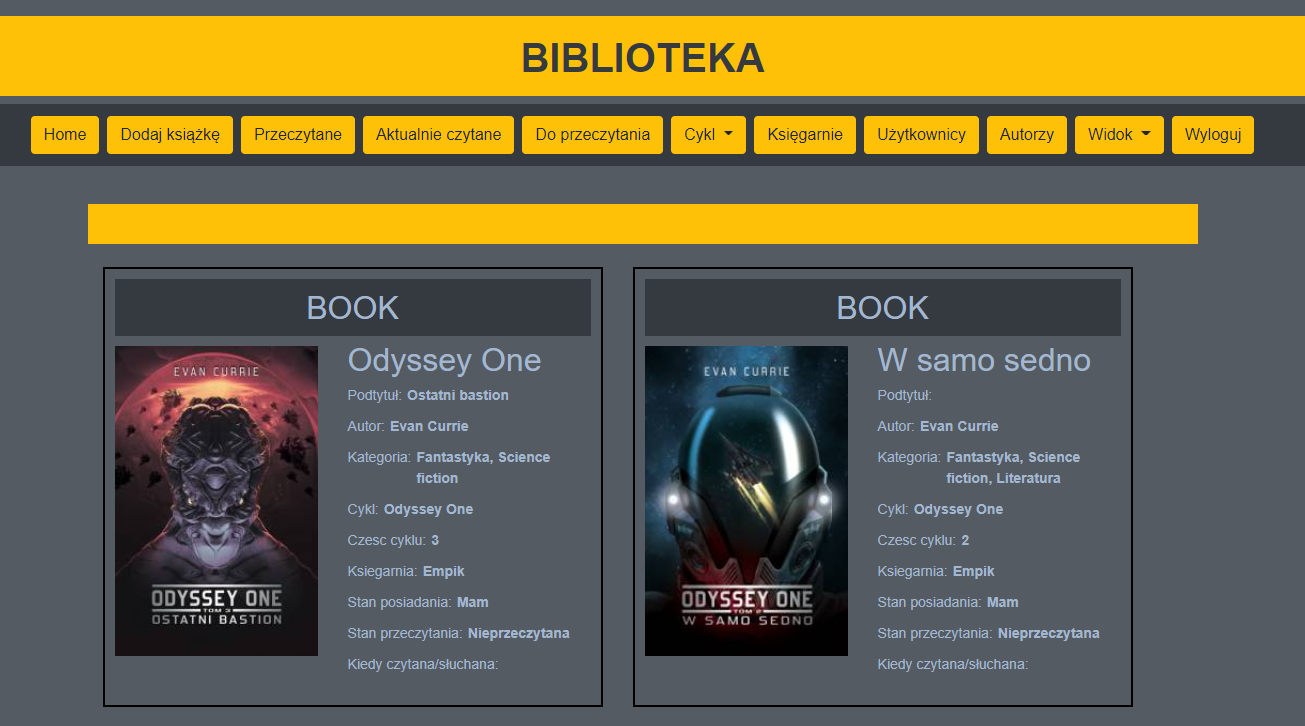 BIBLIOTEKA
Home Dodaj książkę Przeczytane Aktualnie czytane Do przeczytania Cykl Księgarnie Użytkownicy Autorzy Widok Wyloguj
BOOK
EVAN CURRIE
ODYSSEY ONE
TOM 3
OSTATNI BASTION
Odyssey One
Podtytuł: Ostatni bastion
Autor: Evan Currie
Kategoria: Fantastyka, Science
fiction
Cykl: Odyssey One
Czesc cyklu: 3
Ksiegarnia: Empik
Stan posiadania: Mam
Stan przeczytania: Nieprzeczytana
Kiedy czytana/słuchana:
BOOK
EVAN CURRIE
ODYSSEY ONE
TOM 2
W SAMO SEDNO
W samo sedno
Podtytuł:
Autor: Evan Currie
Kategoria: Fantastyka, Science
fiction, Literatura
Cykl: Odyssey One
Czesc cyklu: 2
Ksiegarnia: Empik
Stan posiadania: Mam
Stan przeczytania: Nieprzeczytana
Kiedy czytana/słuchana: